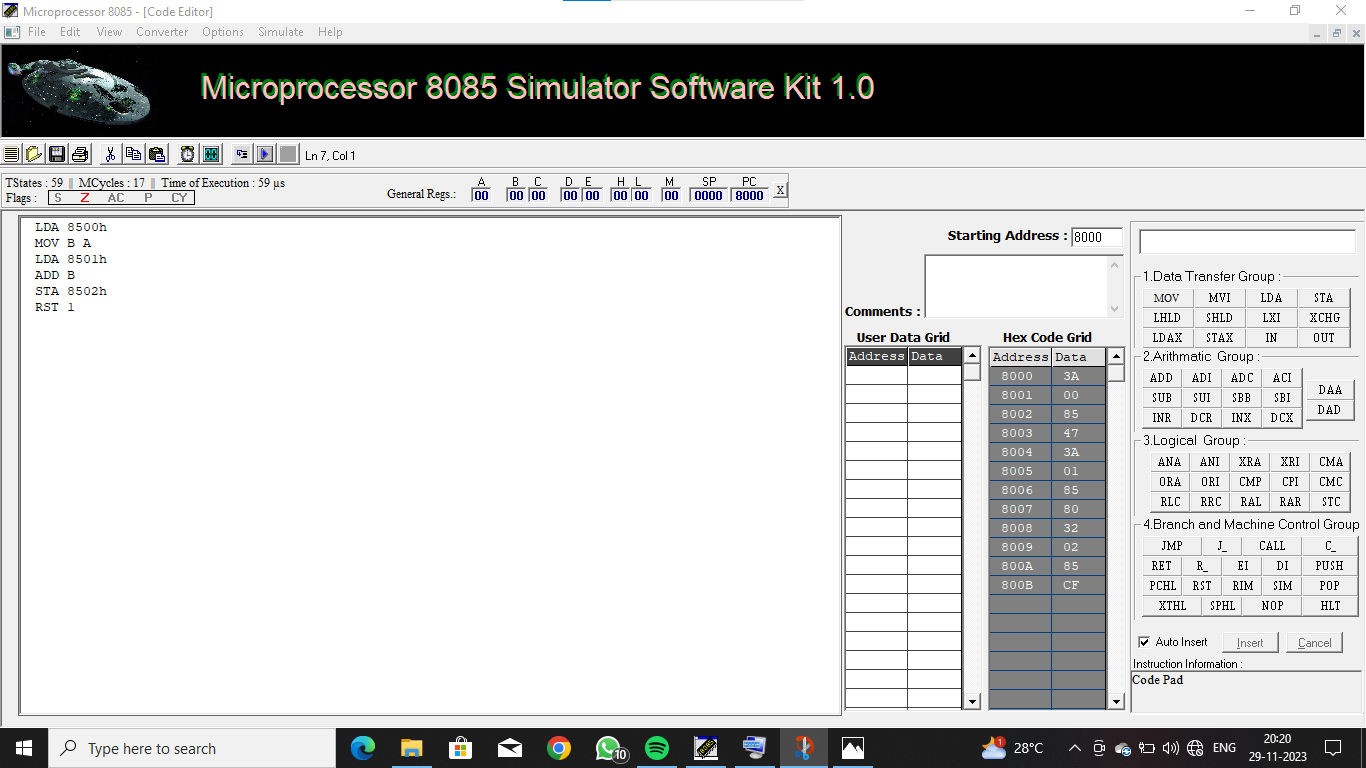 Microprocessor 8085 - [Code Editor]
File Edit View Converter Options Simulate Help
Microprocessor 8085 Simulator Software Kit 1.0
Ln 7, Col 1
TStates : 59 MCycles : 17 Time of Execution : 59 µs
Flags : S Z AC P CY
General Regs.:
A B C D E H L M SP PC
00 00 00 00 00 00 00 00 0000 8000 X
LDA 8500h
MOV B A
LDA 8501h
ADD B
STA 8502h
RST 1
Starting Address : 8000
Comments :
User Data Grid
Address Data
Hex Code Grid
Address Data
8000 3A
8001 00
8002 85
8003 47
8004 3A
8005 01
8006 85
8007 80
8008 32
8009 02
800A 85
800B CF
1.Data Transfer Group :
MOV MVI LDA STA
LHLD SHLD LXI XCHG
LDAX STAX IN OUT
2.Arithmatic Group :
ADD ADI ADC ACI
SUB SUI SBB SBI
INR DCR INX DCX
DAA
DAD
3.Logical Group :
ANA ANI XRA XRI CMA
ORA ORI CMP CPI CMC
RLC RRC RAL RAR STC
4.Branch and Machine Control Group
JMP J_ CALL C_
RET R_ EI DI PUSH
PCHL RST RIM SIM POP
XTHL SPHL NOP HLT
Auto Insert Insert Cancel
Instruction Information :
Code Pad
Type here to search
10
8085
1
28°C
ENG
20:20
29-11-2023